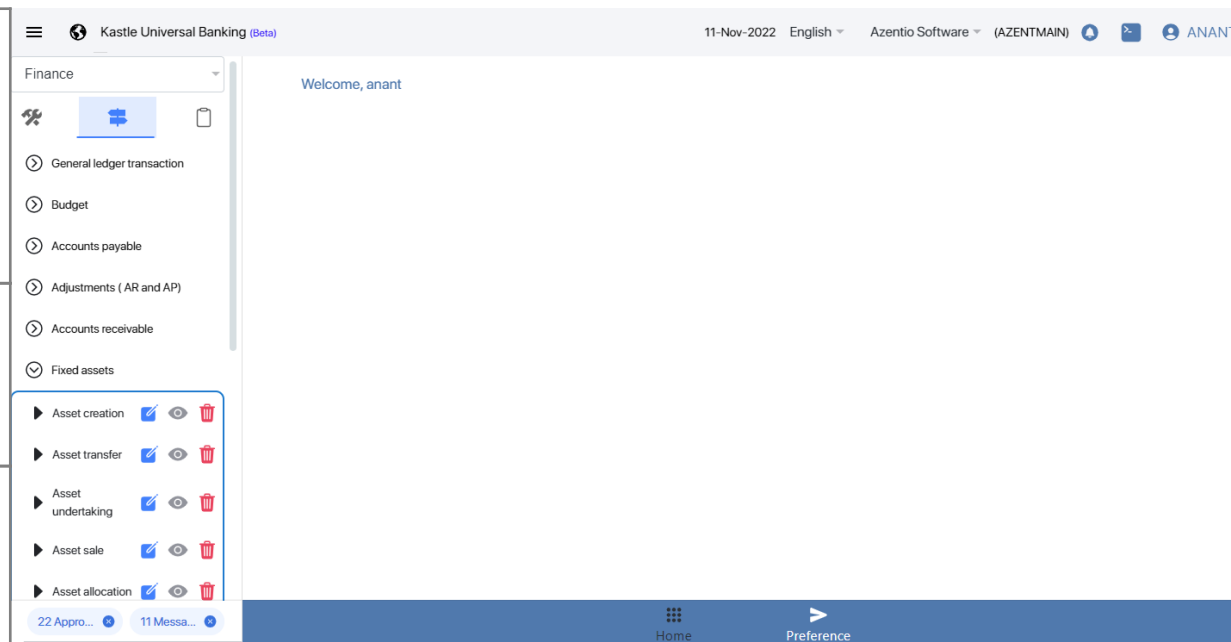 Kastle Universal Banking (Beta)
11-Nov-2022 English Azentio Software (AZENTMAIN) ANANT
Finance
Welcome, anant
General ledger transaction
Budget
Accounts payable
Adjustments ( AR and AP)
Accounts receivable
Fixed assets
Asset creation
Asset transfer
Asset
undertaking
Asset sale
Asset allocation
22 Appro... 11 Messa...
Home Preference